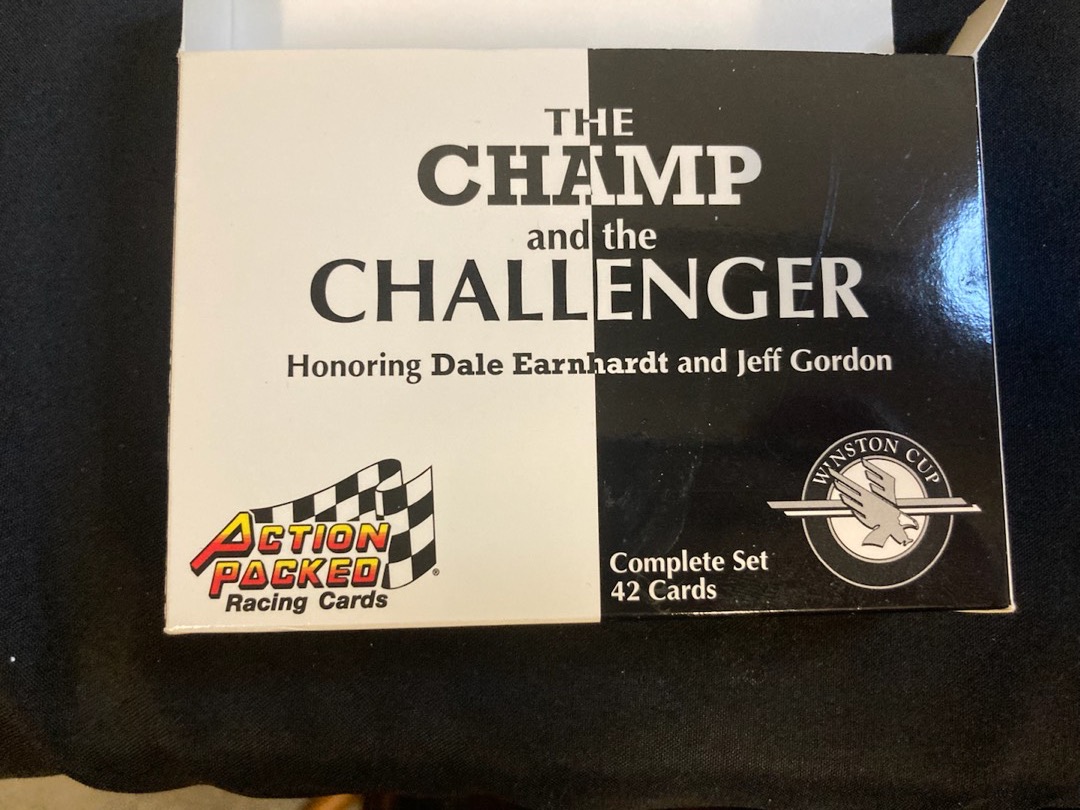 THE
CHAMP
and the
CHALLENGER
Honoring Dale Earnhardt and Jeff Gordon
WINSTON CUP
ACTION
PACKED
®
Racing Cards
Complete Set
42 Cards